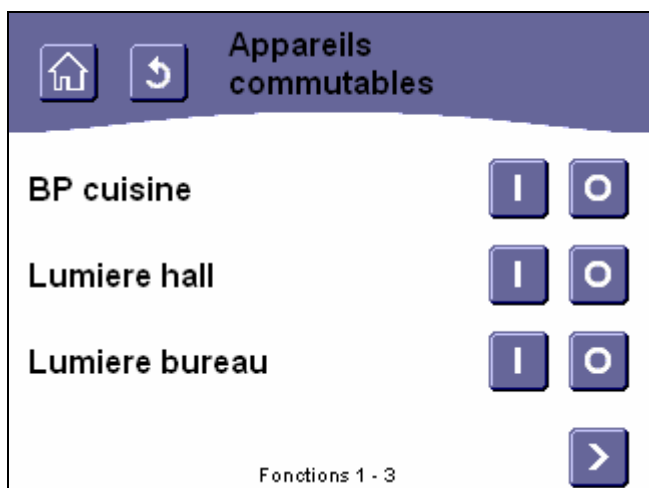 Appareils
commutables
BP cuisine I O
Lumiere hall I O
Lumiere bureau I O
>
Fonctions 1 - 3